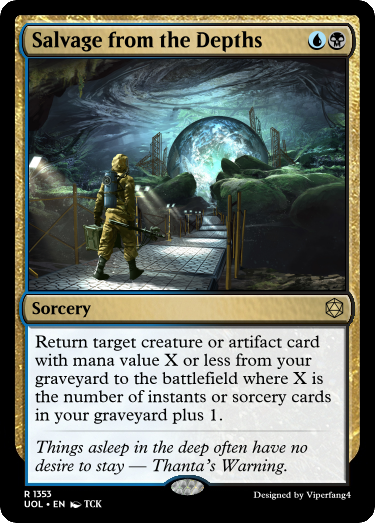 Salvage from the Depths
Sorcery
Return target creature or artifact card
with mana value X or less from your
graveyard to the battlefield where X is
the number of instants or sorcery cards
in your graveyard plus 1.
Things asleep in the deep often have no
desire to stay — Thanta's Warning.
R 1353
UOL • EN TCK
Designed by Viperfang4